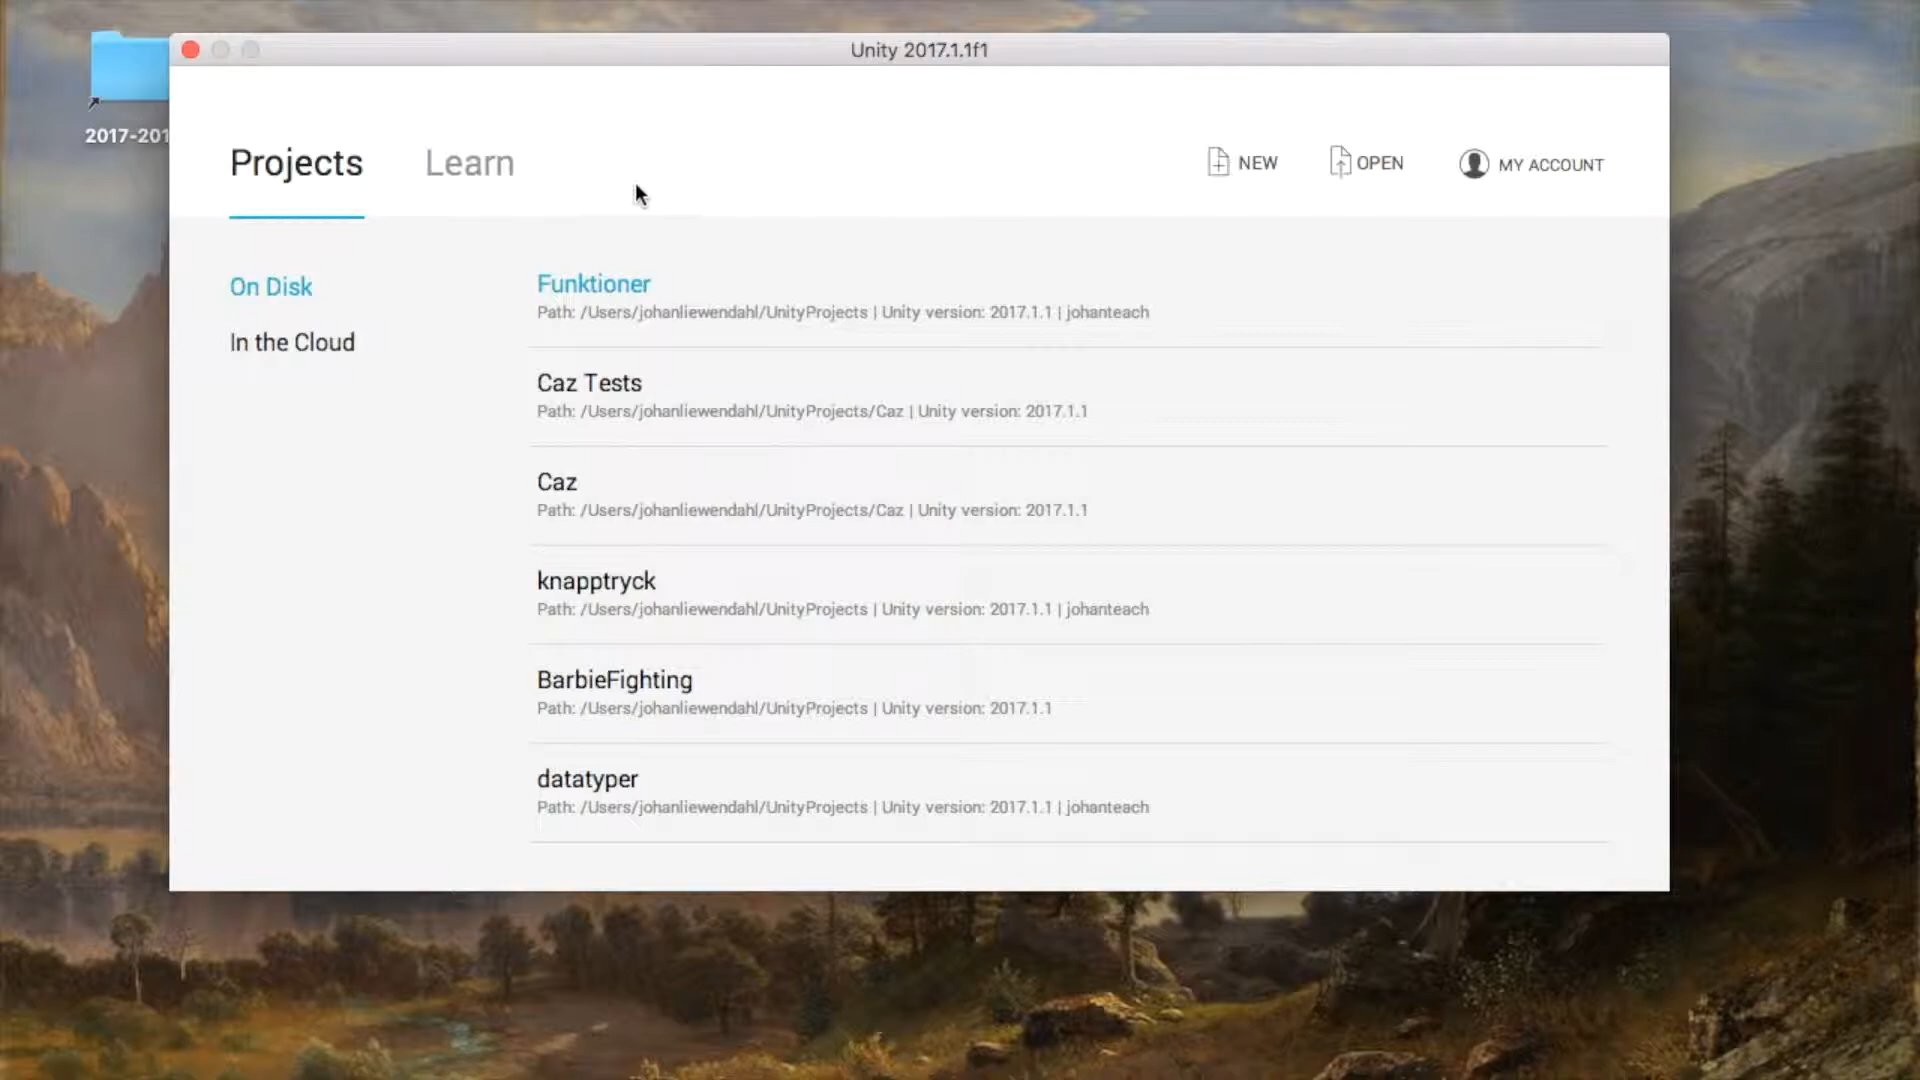 Unity 2017.1.1f1
2017-201
Projects
Learn
NEW
OPEN
MY ACCOUNT
On Disk
In the Cloud
Funktioner
Path: /Users/johanliewendahl/UnityProjects | Unity version: 2017.1.1 | johanteach
Caz Tests
Path: /Users/johanliewendahl/UnityProjects/Caz | Unity version: 2017.1.1
Caz
Path: /Users/johanliewendahl/UnityProjects/Caz | Unity version: 2017.1.1
knapptryck
Path: /Users/johanliewendahl/UnityProjects | Unity version: 2017.1.1 | johanteach
BarbieFighting
Path: /Users/johanliewendahl/UnityProjects | Unity version: 2017.1.1
datatyper
Path: /Users/johanliewendahl/UnityProjects | Unity version: 2017.1.1 | johanteach